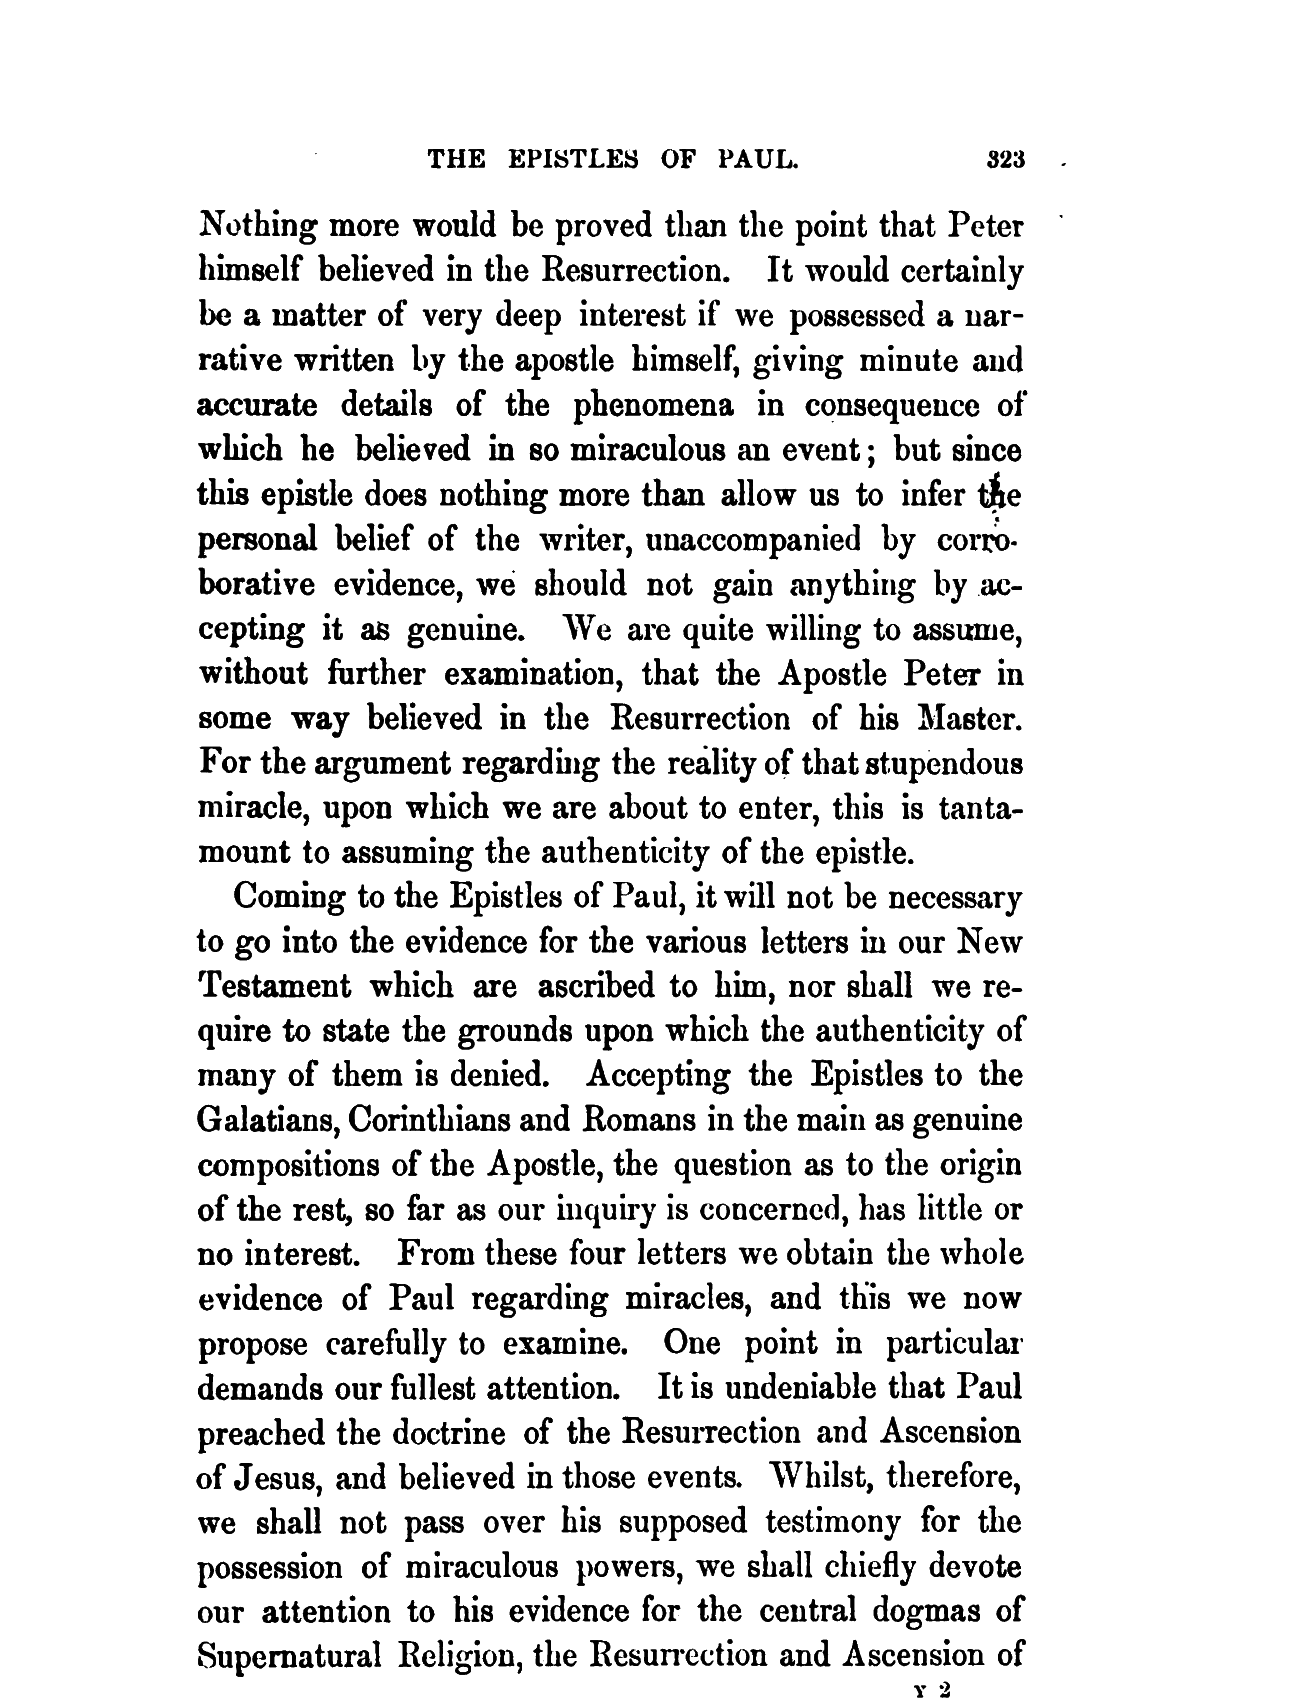 THE EPISTLES OF PAUL. 323
Nothing more would be proved than the point that Peter
himself believed in the Resurrection. It would certainly
be a matter of very deep interest if we possessed a nar-
rative written by the apostle himself, giving minute and
accurate details of the phenomena in consequence of
which he believed in so miraculous an event; but since
this epistle does nothing more than allow us to infer the
personal belief of the writer, unaccompanied by corro-
borative evidence, we should not gain anything by ac-
cepting it as genuine. We are quite willing to assume,
without further examination, that the Apostle Peter in
some way believed in the Resurrection of his Master.
For the argument regarding the reality of that stupendous
miracle, upon which we are about to enter, this is tanta-
mount to assuming the authenticity of the epistle.
Coming to the Epistles of Paul, it will not be necessary
to go into the evidence for the various letters in our New
Testament which are ascribed to him, nor shall we re-
quire to state the grounds upon which the authenticity of
many of them is denied. Accepting the Epistles to the
Galatians, Corinthians and Romans in the main as genuine
compositions of the Apostle, the question as to the origin
of the rest, so far as our inquiry is concerned, has little or
no interest. From these four letters we obtain the whole
evidence of Paul regarding miracles, and this we now
propose carefully to examine. One point in particular
demands our fullest attention. It is undeniable that Paul
preached the doctrine of the Resurrection and Ascension
of Jesus, and believed in those events. Whilst, therefore,
we shall not pass over his supposed testimony for the
possession of miraculous powers, we shall chiefly devote
our attention to his evidence for the central dogmas of
Supernatural Religion, the Resurrection and Ascension of
Y 2